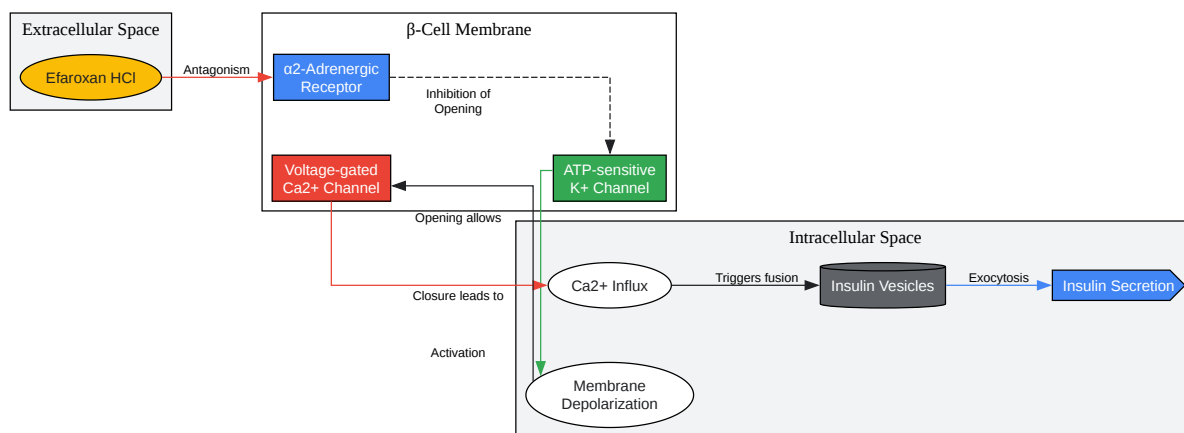 Extracellular Space
β-Cell Membrane
Efaroxan HCl
Antagonism
α2-Adrenergic
Receptor
Inhibition of
Opening
Voltage-gated
Ca2+ Channel
ATP-sensitive
K+ Channel
Opening allows
Intracellular Space
Closure leads to
Ca2+ Influx
Triggers fusion
Insulin Vesicles
Exocytosis
Insulin Secretion
Activation
Membrane
Depolarization